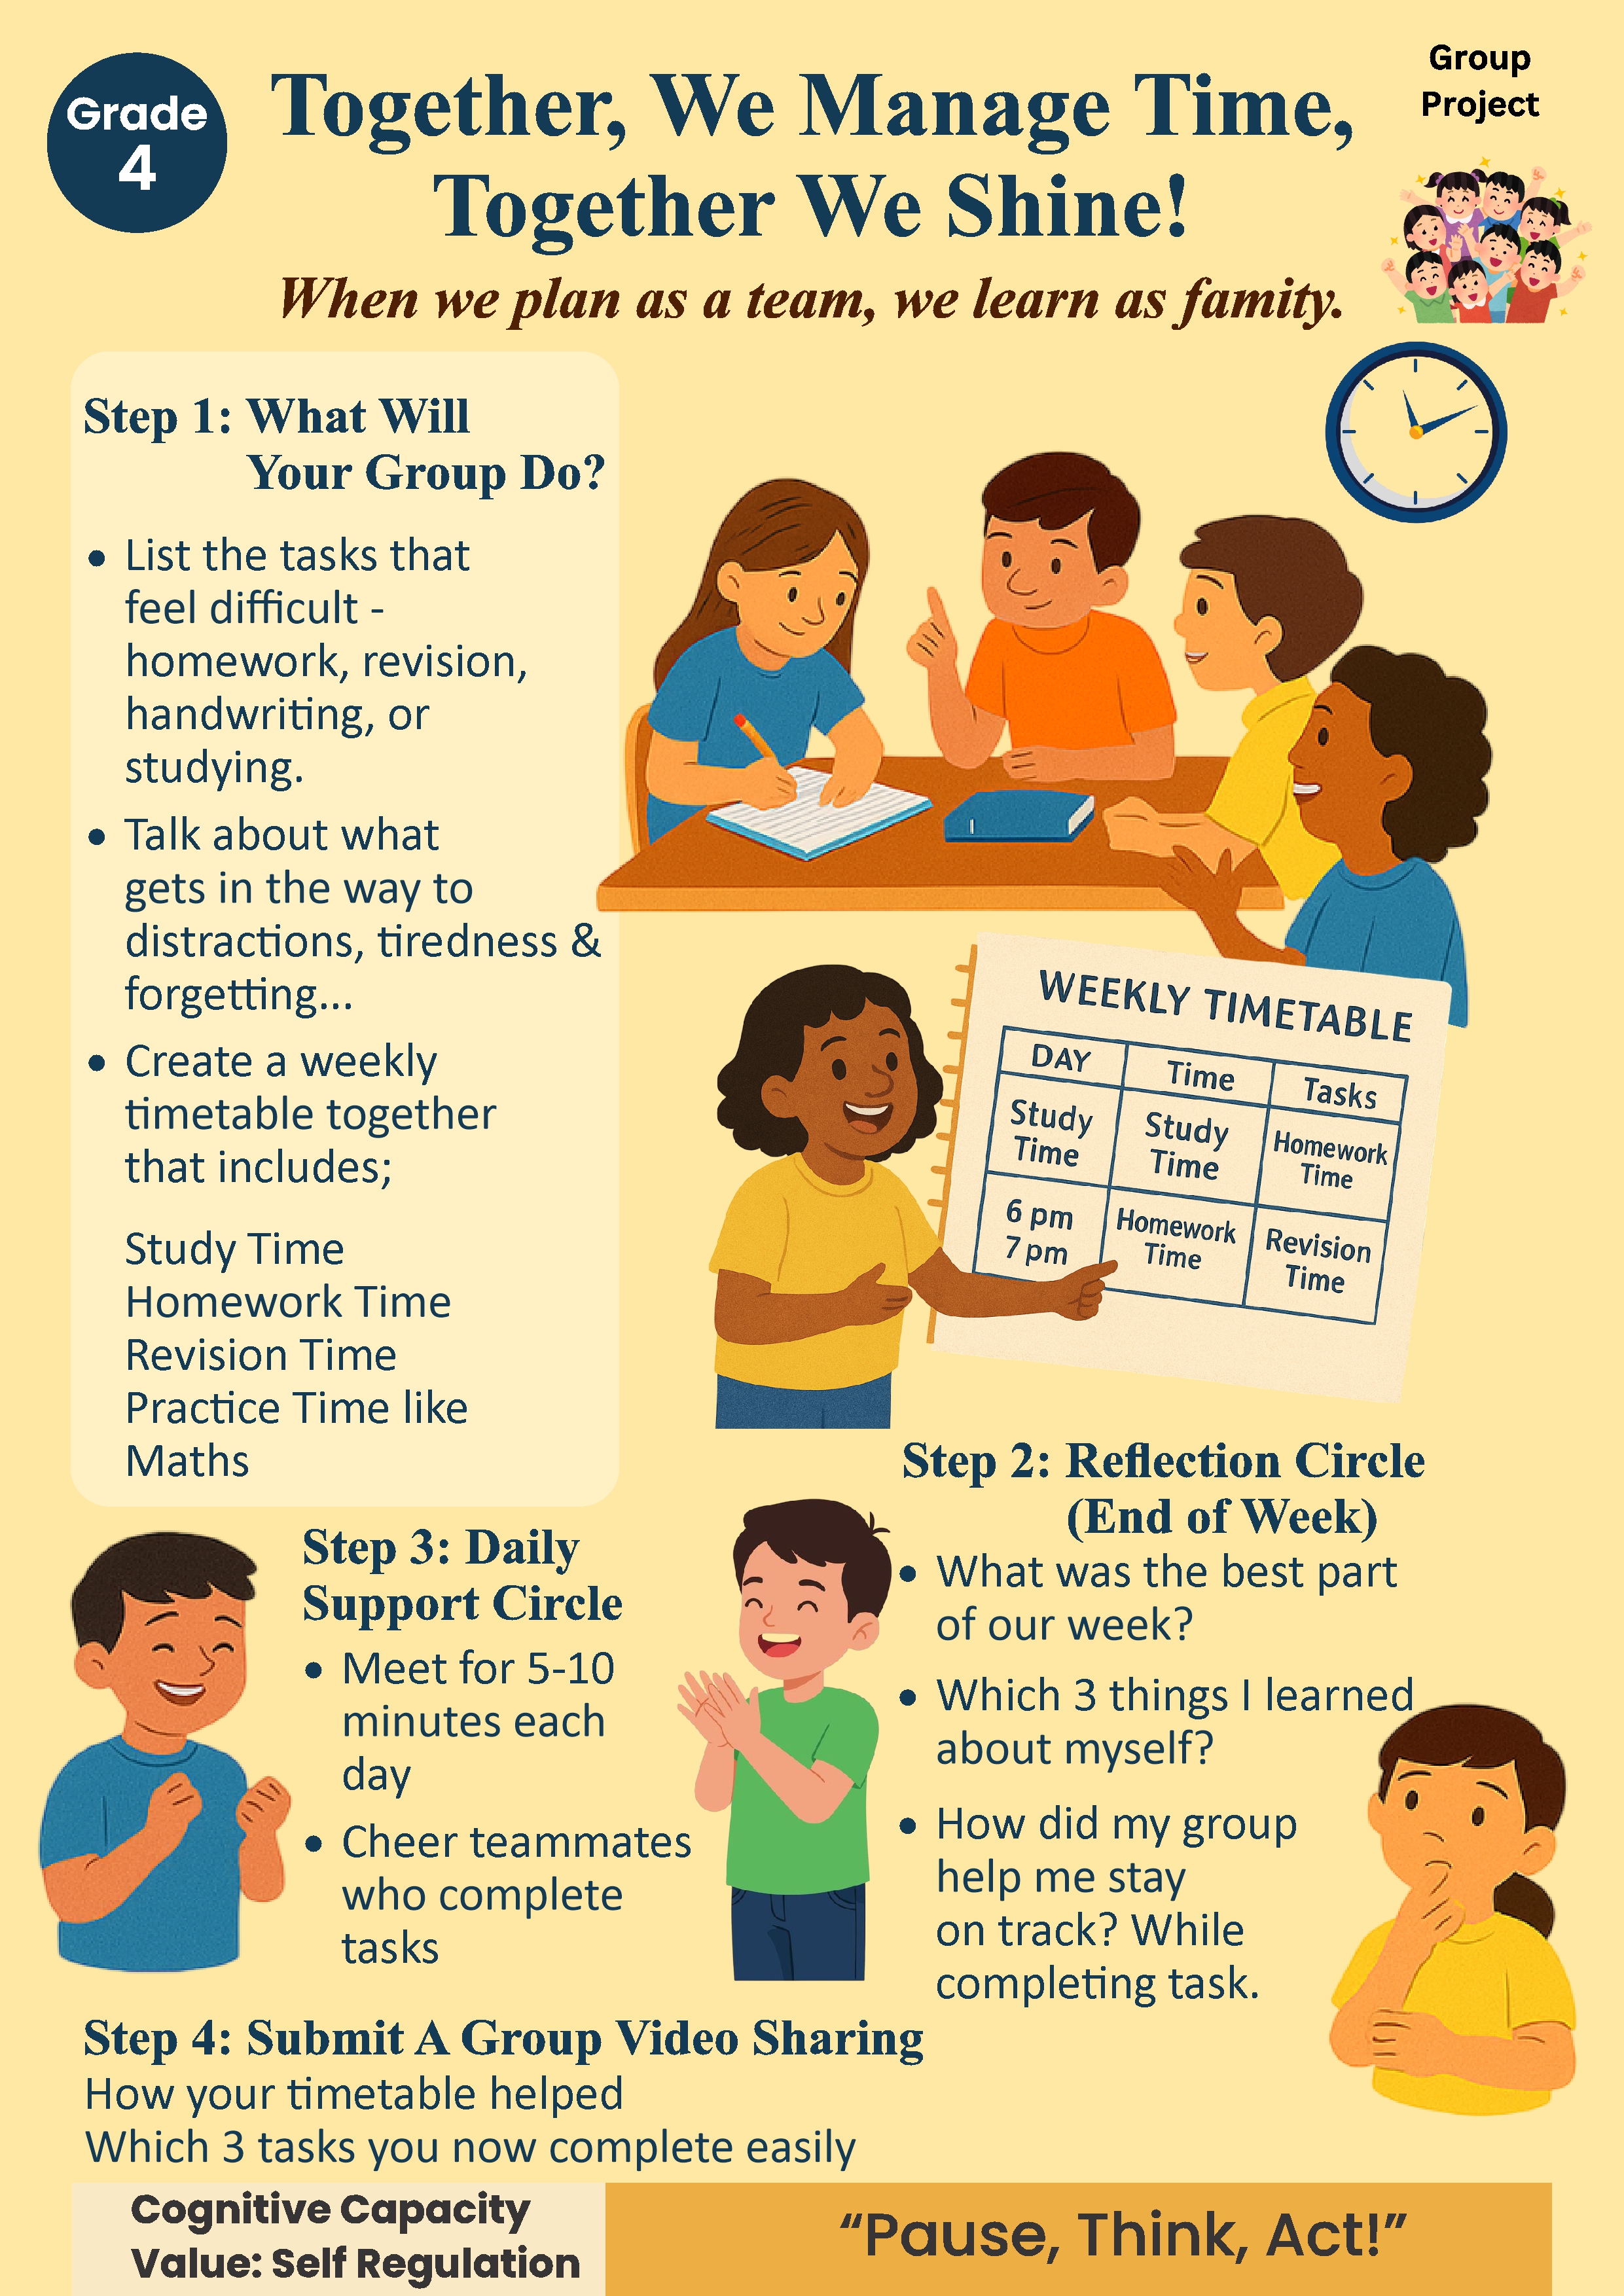 Grade
4
Together, We Manage Time,
Together We Shine!
When we plan as a team, we learn as famity.
Group
Project
Step 1: What Will
Your Group Do?
• List the tasks that
feel difficult -
homework, revision,
handwriting, or
studying.
• Talk about what
gets in the way to
distractions, tiredness &
forgetting...
• Create a weekly
timetable together
that includes;
Study Time
Homework Time
Revision Time
Practice Time like
Maths
WEEKLY TIMETABLE
DAY Time Tasks
Study Time Study Time Homework Time
6 pm 7 pm Homework Time Revision Time
Step 2: Reflection Circle
(End of Week)
• What was the best part
of our week?
• Which 3 things I learned
about myself?
• How did my group
help me stay
on track? While
completing task.
Step 3: Daily
Support Circle
• Meet for 5-10
minutes each
day
• Cheer teammates
who complete
tasks
Step 4: Submit A Group Video Sharing
How your timetable helped
Which 3 tasks you now complete easily
Cognitive Capacity
Value: Self Regulation
“Pause, Think, Act!”